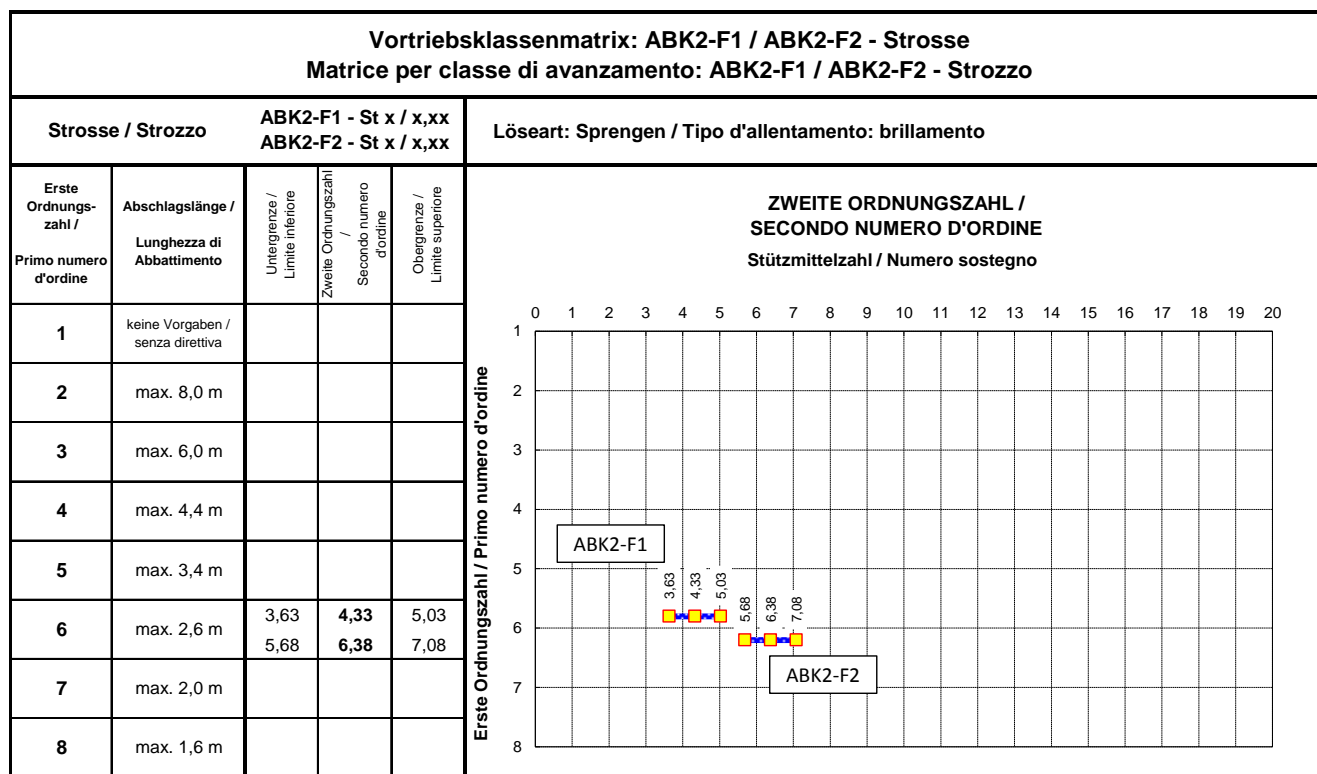 Vortriebsklassenmatrix: ABK2-F1 / ABK2-F2 - Strosse
Matrice per classe di avanzamento: ABK2-F1 / ABK2-F2 - Strozzo
Strosse / Strozzo
ABK2-F1 - St x / x,xx
ABK2-F2 - St x / x,xx
Löseart: Sprengen / Tipo d'allentamento: brillamento
Erste
Ordnungs-
zahl /
Primo numero
d'ordine
Abschlagslänge /
Lunghezza di
Abbattimento
Untergrenze /
Limite inferiore
Zweite Ordnungszahl
/
Secondo numero
d'ordine
Obergrenze /
Limite superiore
1
keine Vorgaben /
senza direttiva
2 max. 8,0 m
3 max. 6,0 m
4 max. 4,4 m
5 max. 3,4 m
6 max. 2,6 m
3,63 4,33 5,03
5,68 6,38 7,08
7 max. 2,0 m
8 max. 1,6 m
ZWEITE ORDNUNGSZAHL /
SECONDO NUMERO D'ORDINE
Stützmittelzahl / Numero sostegno
0 1 2 3 4 5 6 7 8 9 10 11 12 13 14 15 16 17 18 19 20
Erste Ordnungszahl / Primo numero d'ordine
1
2
3
4
5
6
7
8
ABK2-F1
3,63 4,33 5,03
5,68 6,38 7,08
ABK2-F2